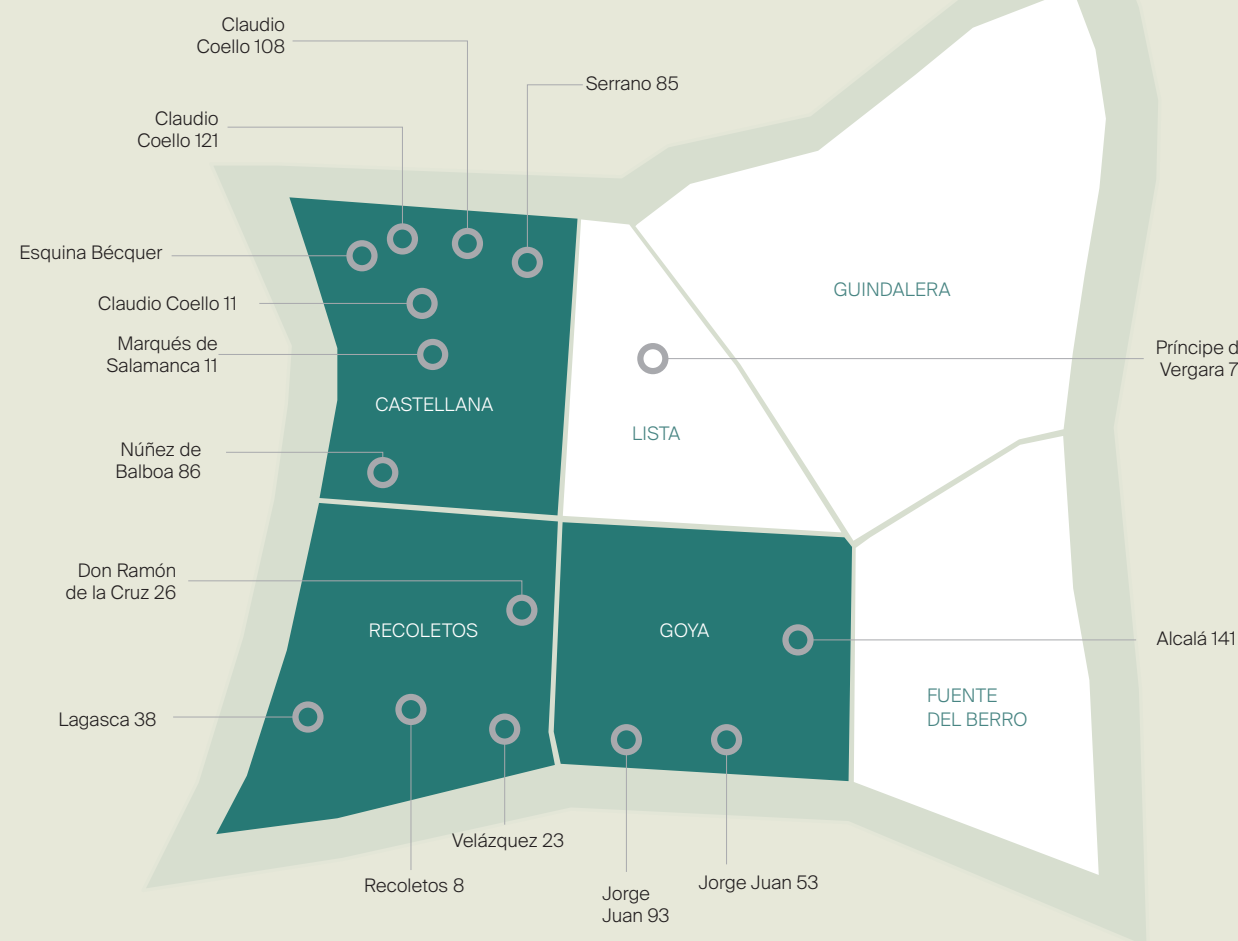 Claudio
Coello 108
Serrano 85
Claudio
Coello 121
Esquina Bécquer
GUINDALERA
Claudio Coello 11
Marqués de
Salamanca 11
Príncipe d
Vergara 7
CASTELLANA
LISTA
Núñez de
Balboa 86
Don Ramón
de la Cruz 26
RECOLETOS
GOYA
Alcalá 141
FUENTE
DEL BERRO
Lagasca 38
Velázquez 23
Recoletos 8
Jorge
Juan 93
Jorge Juan 53